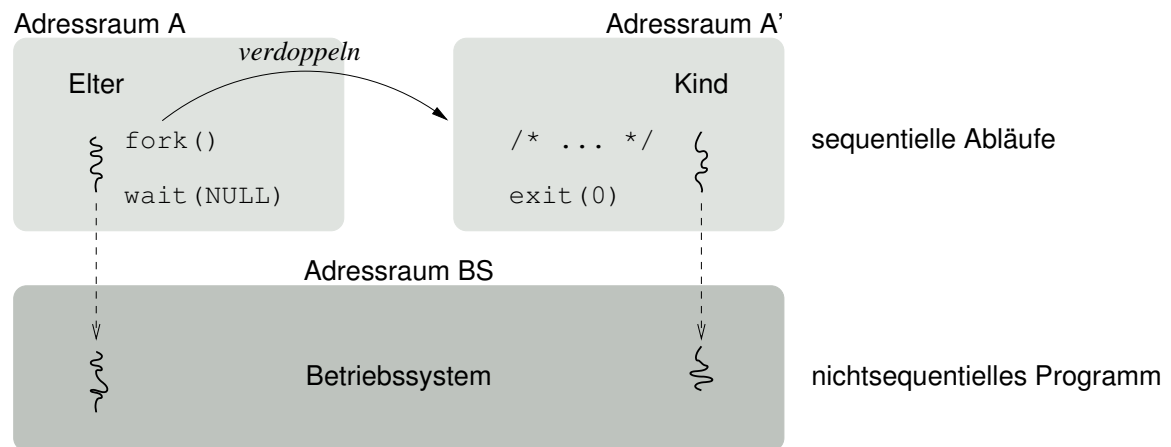 Adressraum A
Adressraum A'
verdoppeln
Elter
Kind
fork()
/* ... */
sequentielle Abläufe
wait(NULL)
exit(0)
Adressraum BS
Betriebssystem
nichtsequentielles Programm